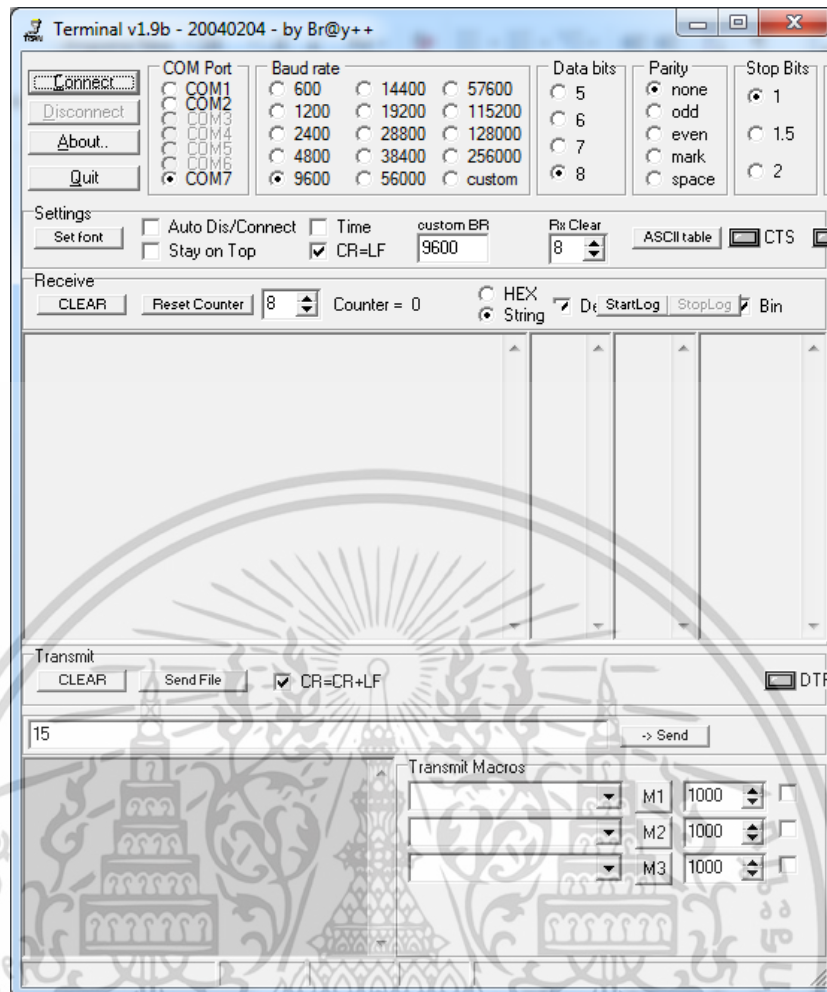 Terminal v1.9b - 20040204 - by Br@y++
Connect
Disconnect
About..
Quit
COM Port
COM1
COM2
COM3
COM4
COM5
COM6
COM7
Baud rate
600 14400 57600
1200 19200 115200
2400 28800 128000
4800 38400 256000
9600 56000 custom
Data bits
5
6
7
8
Parity
none
odd
even
mark
space
Stop Bits
1
1.5
2
Settings
Set font
Auto Dis/Connect Time
Stay on Top CR=LF
custom BR
9600
Rx Clear
8
ASCII table CTS
Receive
CLEAR Reset Counter 8 Counter = 0
HEX
String
De StartLog StopLog Bin
Transmit
CLEAR Send File CR=CR+LF DTR
15 -> Send
Transmit Macros
M1 1000
M2 1000
M3 1000